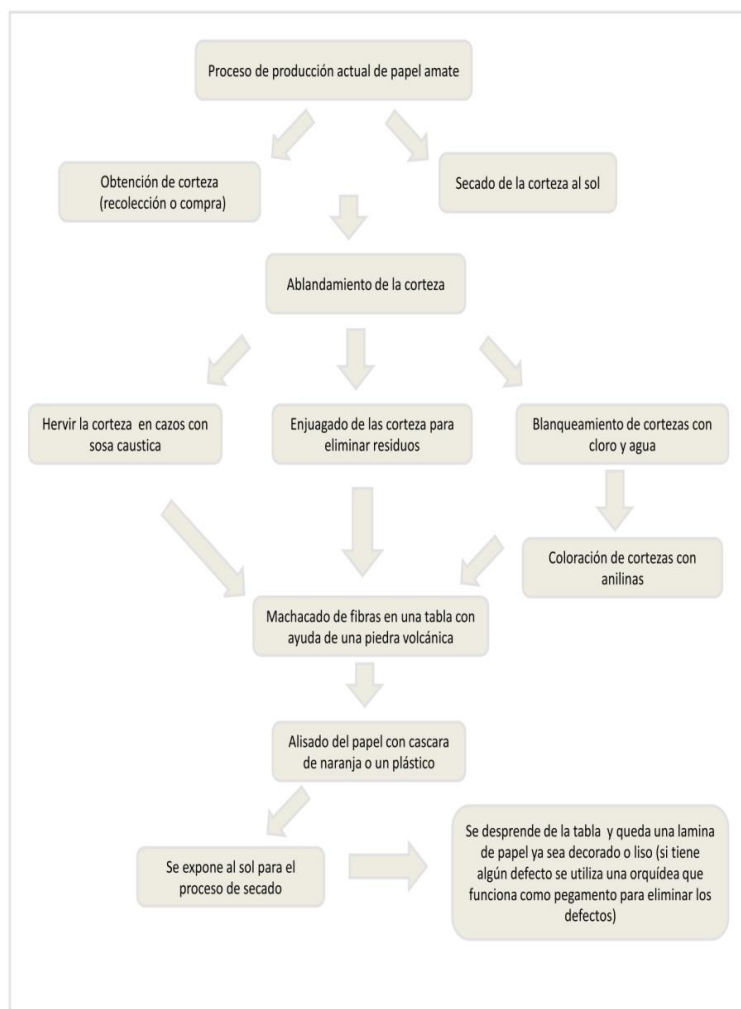 Proceso de producción actual de papel amate
Obtención de corteza
(recolección o compra)
Secado de la corteza al sol
Ablandamiento de la corteza
Hervir la corteza en cazos con
sosa caustica
Enjuagado de las corteza para
eliminar residuos
Blanqueamiento de cortezas con
cloro y agua
Coloración de cortezas con
anilinas
Machacado de fibras en una tabla con
ayuda de una piedra volcánica
Alisado del papel con cascara
de naranja o un plástico
Se expone al sol para el
proceso de secado
Se desprende de la tabla y queda una lamina
de papel ya sea decorado o liso (si tiene
algún defecto se utiliza una orquídea que
funciona como pegamento para eliminar los
defectos)